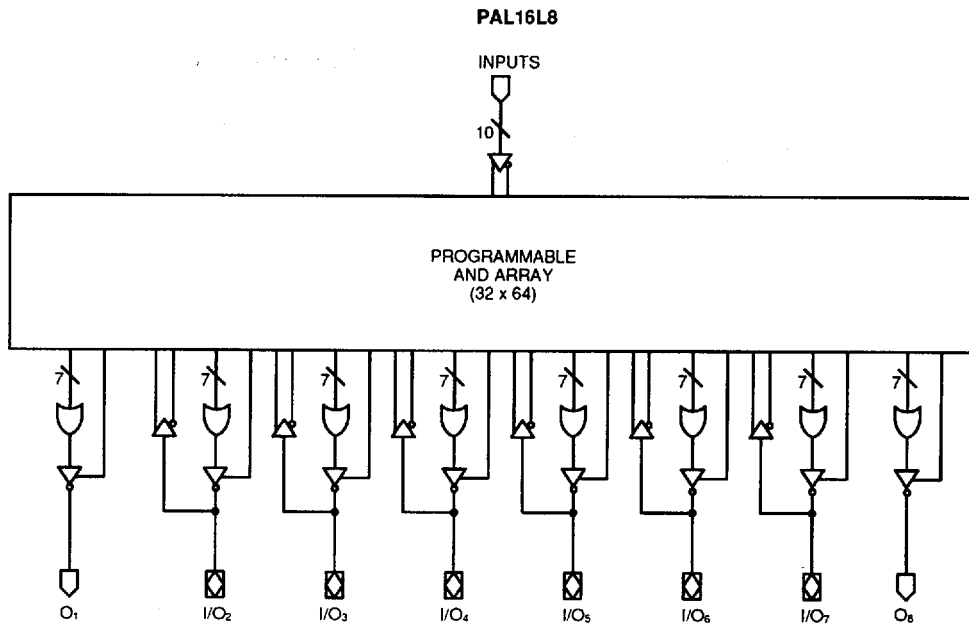 PAL16L8
INPUTS
10
PROGRAMMABLE
AND ARRAY
(32 x 64)
7 7 7 7 7 7 7 7
O₁ I/O₂ I/O₃ I/O₄ I/O₅ I/O₆ I/O₇ O₈